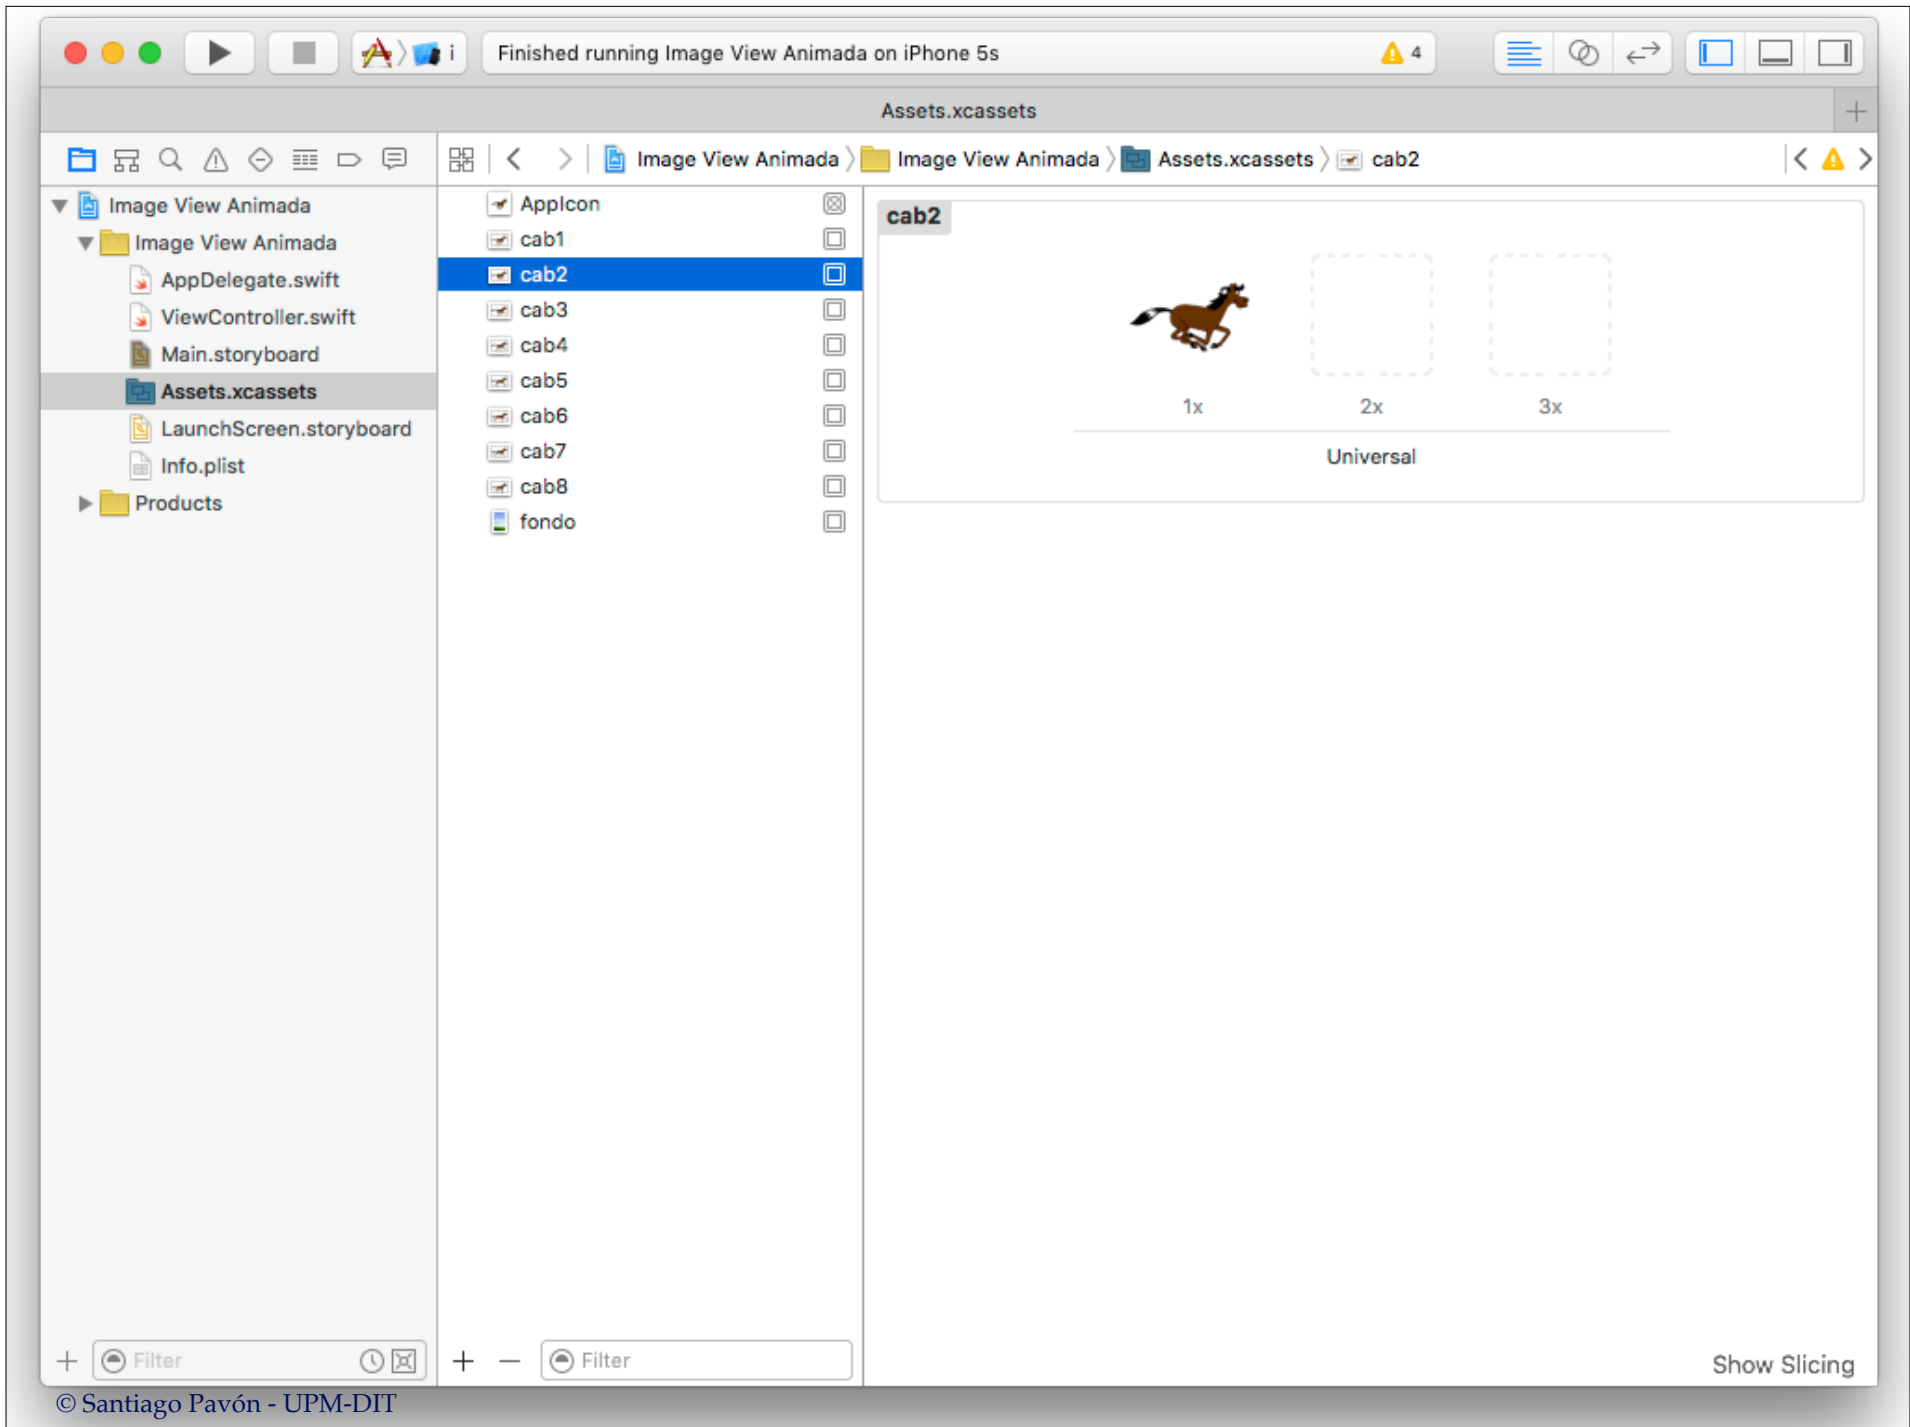 i Finished running Image View Animada on iPhone 5s 4
Assets.xcassets
Image View Animada Image View Animada Assets.xcassets cab2
Image View Animada
Image View Animada
AppDelegate.swift
ViewController.swift
Main.storyboard
Assets.xcassets
LaunchScreen.storyboard
Info.plist
Products
AppIcon
cab1
cab2
cab3
cab4
cab5
cab6
cab7
cab8
fondo
cab2
1x 2x 3x
Universal
Filter
Filter
Show Slicing
© Santiago Pavón - UPM-DIT